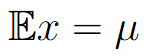 𝔼x = μ